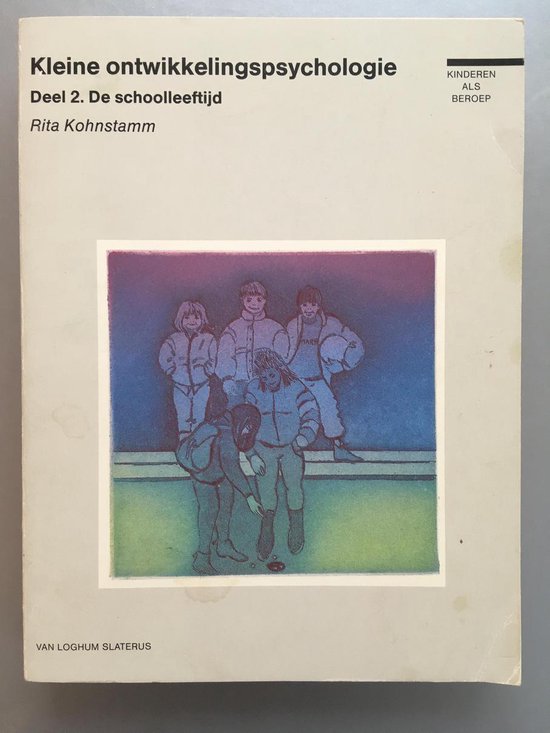 Kleine ontwikkelingspsychologie
Deel 2. De schoolleeftijd
Rita Kohnstamm
KINDEREN
ALS
BEROEP
VAN LOGHUM SLATERUS